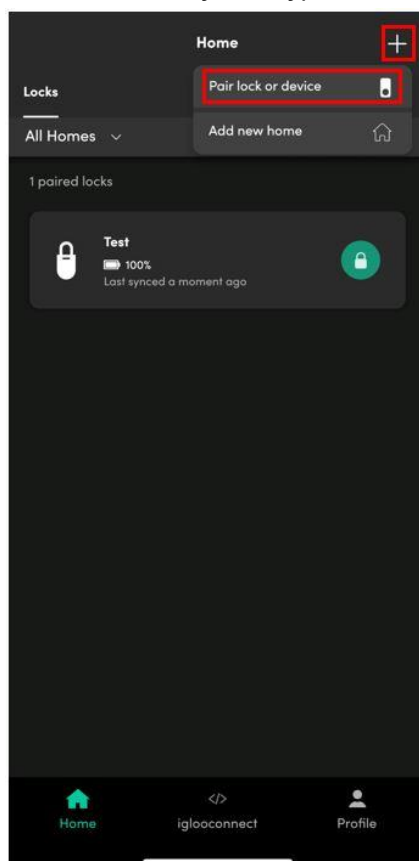 Home
Pair lock or device
Locks
All Homes
Add new home
1 paired locks
Test
100%
Last synced a moment ago
Home
</>
iglooconnect
Profile